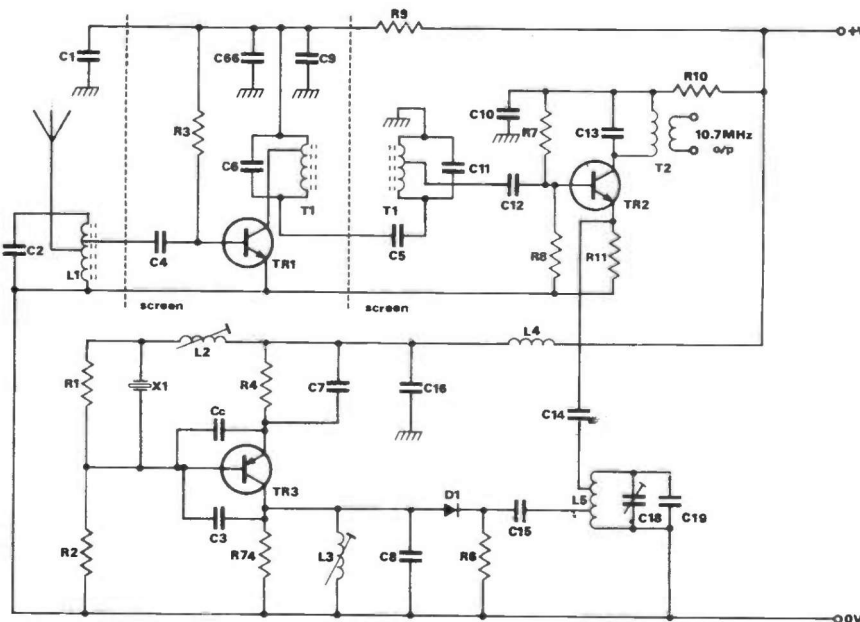 R9
+V
C1
C66
C9
R10
R3
C10
R7
C13
10.7MHz
o/p
T2
C6
C11
T1
T1
C12
TR2
C2
L1
C4
TR1
C5
R8
R11
screen
screen
L4
L2
R1
X1
R4
C7
C16
Cc
C14
TR3
D1
L5
C18
C19
C3
C15
R2
R74
L3
C8
R6
0V